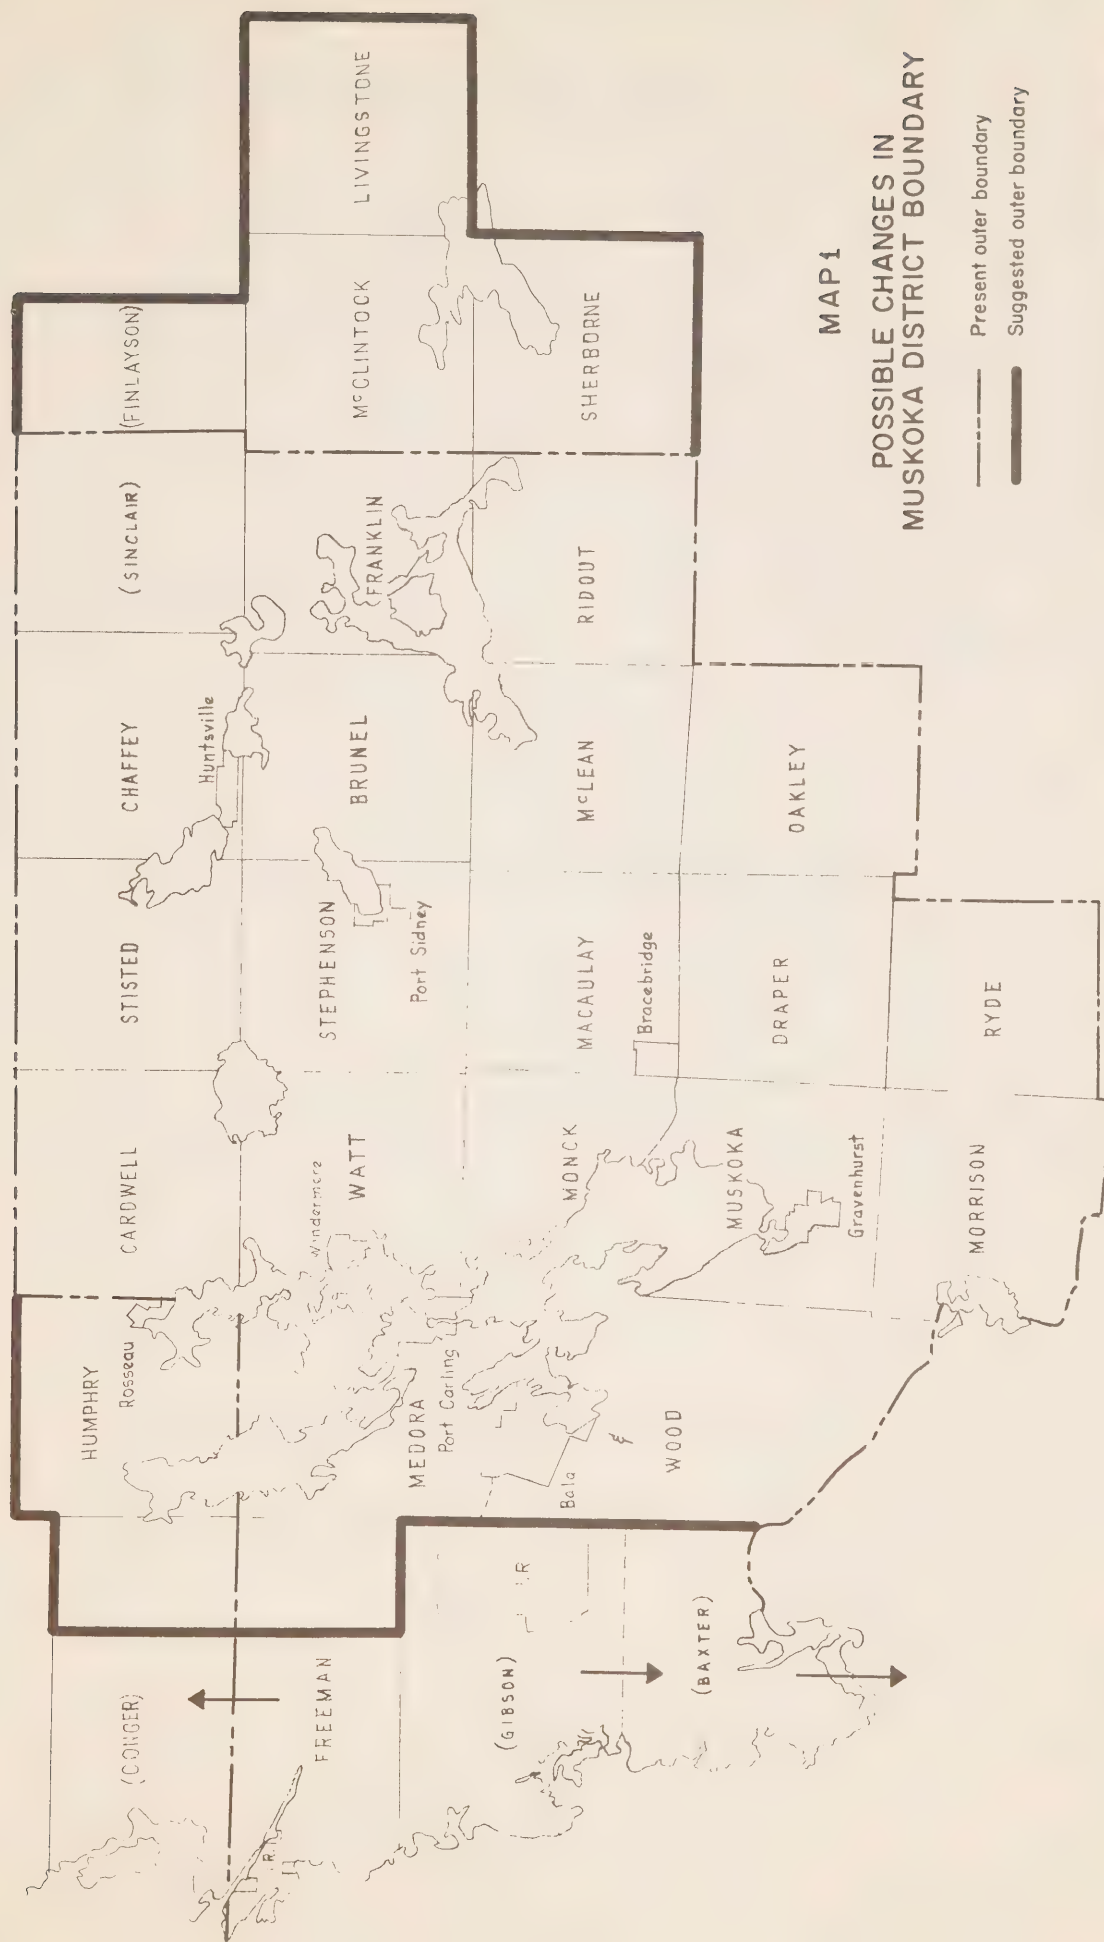 MAP 1
POSSIBLE CHANGES IN
MUSKOKA DISTRICT BOUNDARY
Present outer boundary
Suggested outer boundary
(CONGER)
HUMPHRY
Rosseau
CARDWELL
STISTED
CHAFFEY
Huntsville
(SINCLAIR)
(FINLAYSON)
FREEMAN
R.
MEDORA
Port Carling
Windermere
WATT
STEPHENSON
Port Sidney
BRUNEL
FRANKLIN
McCLINTOCK
LIVINGSTONE
(GIBSON)
I.R
Bala
&
WOOD
MONCK
MACAULAY
Bracebridge
McLEAN
RIDOUT
SHERBORNE
(BAXTER)
MUSKOKA
Gravenhurst
DRAPER
OAKLEY
MORRISON
RYDE